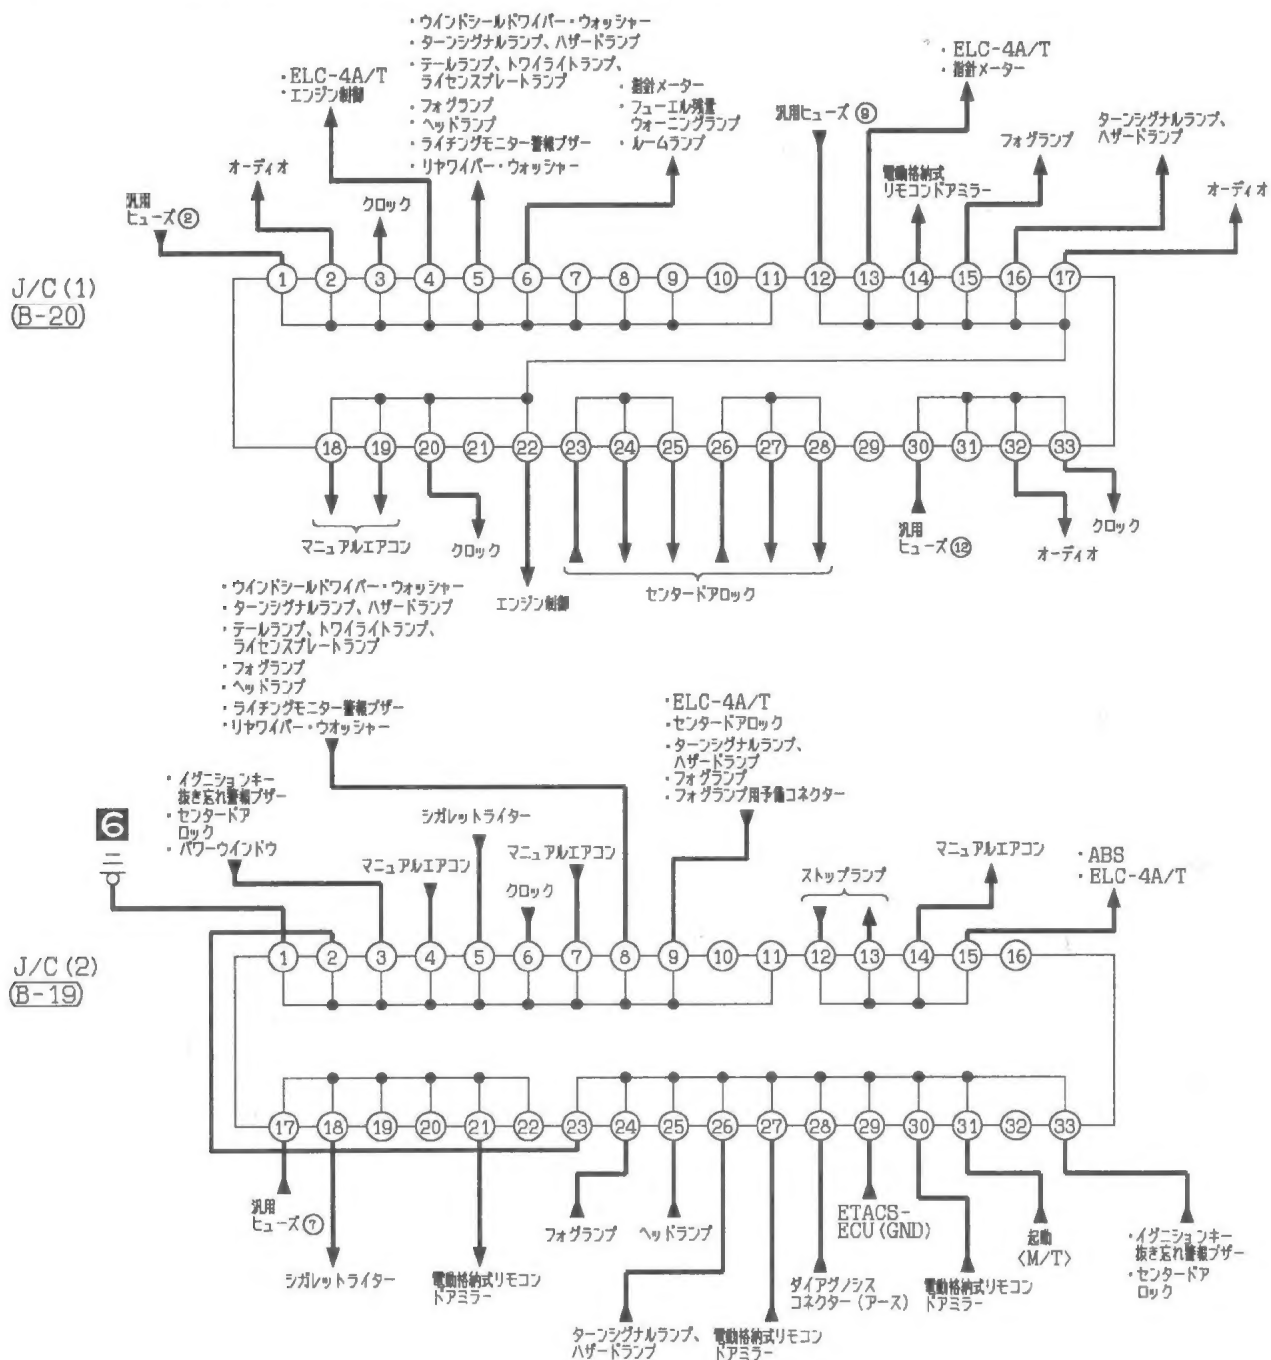 ・ウインドシールドワイパー・ウォッシャー
・ターンシグナルランプ、ハザードランプ
・テールランプ、トワイライトランプ、
ライセンスプレートランプ
・フォグランプ
・ヘッドランプ
・ライチングモニター警報ブザー
・リヤワイパー・ウォッシャー
・ELC-4A/T
・エンジン制御
・指針メーター
・フューエル残量
ウォーニングランプ
・ルームランプ
・ELC-4A/T
・指針メーター
汎用ヒューズ⑨
ターンシグナルランプ、
ハザードランプ
フォグランプ
オーディオ
電動格納式
リモコンドアミラー
オーディオ
汎用
ヒューズ②
クロック
J/C(1)
(B-20)
1 2 3 4 5 6 7 8 9 10 11 12 13 14 15 16 17
18 19 20 21 22 23 24 25 26 27 28 29 30 31 32 33
マニュアルエアコン
クロック
エンジン制御
センタードアロック
汎用
ヒューズ⑫
オーディオ
クロック
・ウインドシールドワイパー・ウォッシャー
・ターンシグナルランプ、ハザードランプ
・テールランプ、トワイライトランプ、
ライセンスプレートランプ
・フォグランプ
・ヘッドランプ
・ライチングモニター警報ブザー
・リヤワイパー・ウォッシャー
・ELC-4A/T
・センタードアロック
・ターンシグナルランプ、
ハザードランプ
・フォグランプ
・フォグランプ用予備コネクター
・イグニションキー
抜き忘れ警報ブザー
・センタードア
ロック
・パワーウインドウ
6
マニュアルエアコン
シガレットライター
クロック
マニュアルエアコン
ストップランプ
マニュアルエアコン
・ABS
・ELC-4A/T
J/C(2)
(B-19)
1 2 3 4 5 6 7 8 9 10 11 12 13 14 15 16
17 18 19 20 21 22 23 24 25 26 27 28 29 30 31 32 33
汎用
ヒューズ⑦
シガレットライター
電動格納式リモコン
ドアミラー
フォグランプ
ヘッドランプ
ターンシグナルランプ、
ハザードランプ
電動格納式リモコン
ドアミラー
ダイアグノシス
コネクター(アース)
ETACS-
ECU(GND)
電動格納式リモコン
ドアミラー
起動
〈M/T〉
・イグニションキー
抜き忘れ警報ブザー
・センタードア
ロック